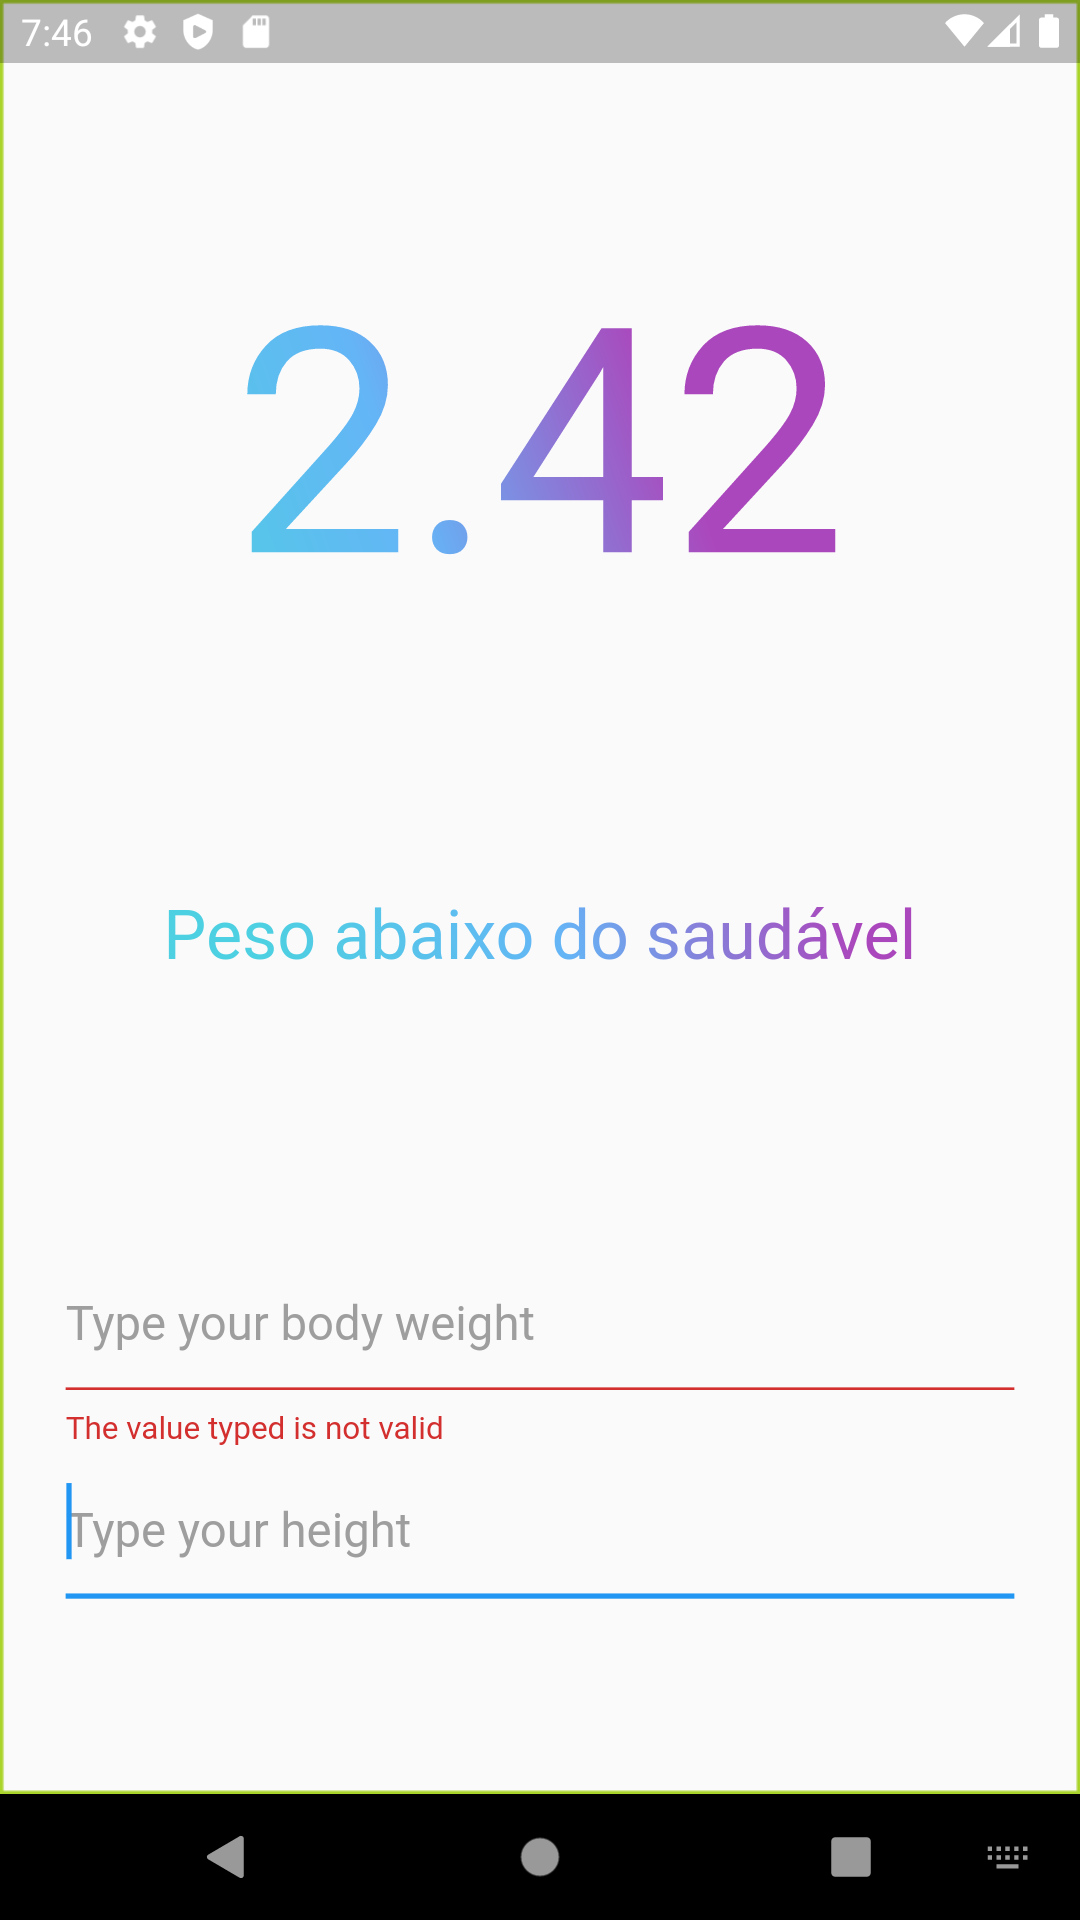 7:46
2.42
Peso abaixo do saudável
Type your body weight
The value typed is not valid
Type your height